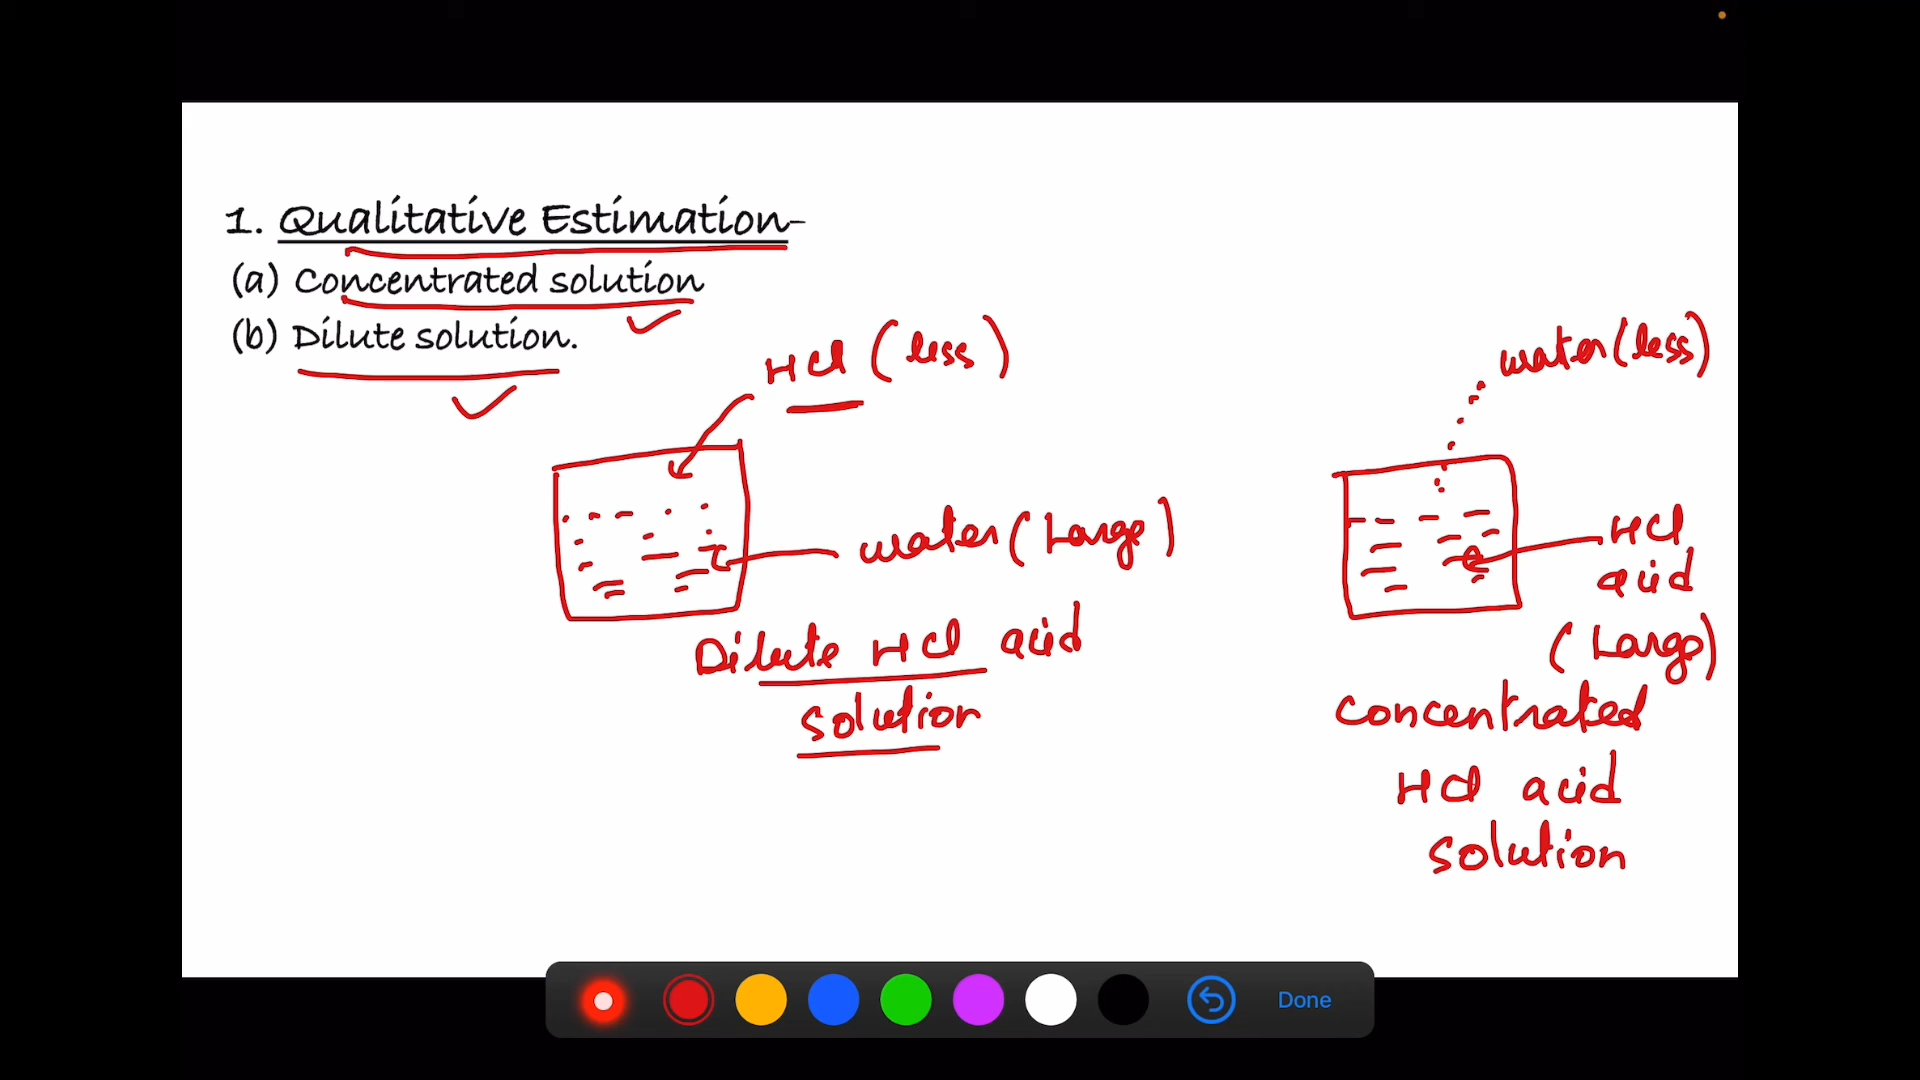 1. Qualitative Estimation-
(a) Concentrated solution
(b) Dilute solution.
HCl (less)
water (Large)
Dilute HCl acid
solution
water (less)
HCl
acid
(Large)
concentrated
HCl acid
solution
Done